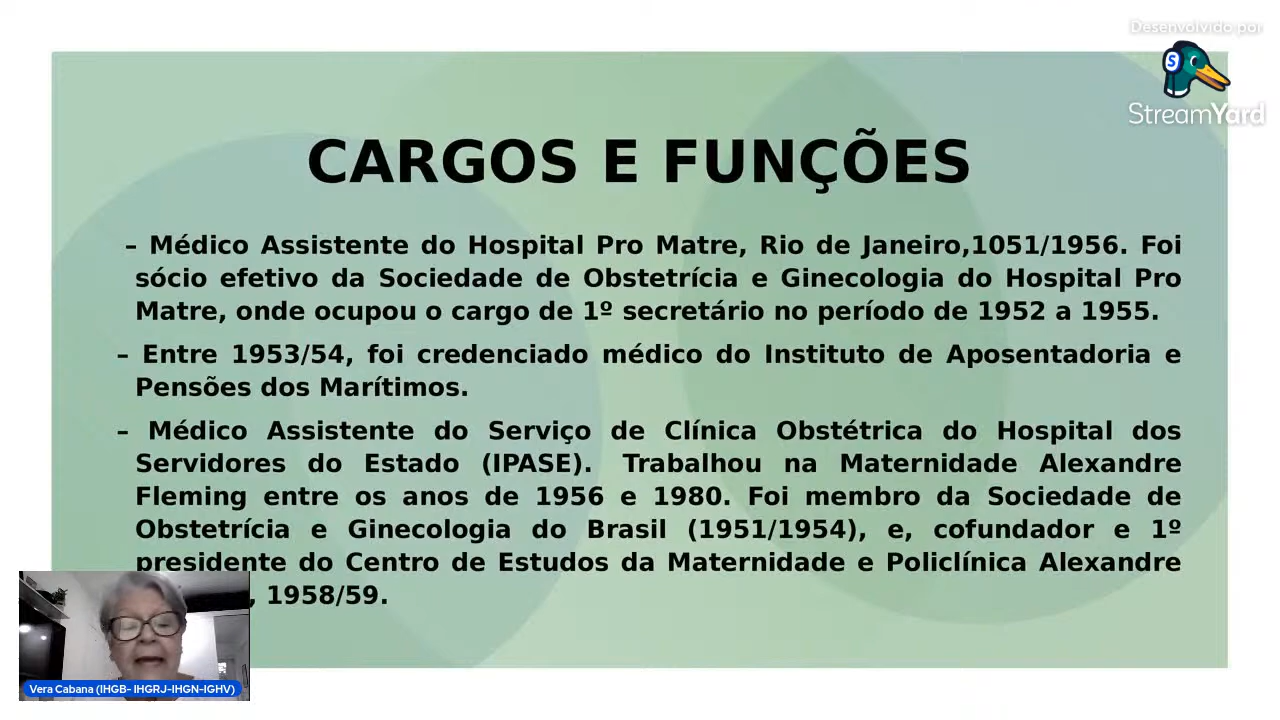 Desenvolvido por
StreamYard
CARGOS E FUNÇÕES
– Médico Assistente do Hospital Pro Matre, Rio de Janeiro,1051/1956. Foi
sócio efetivo da Sociedade de Obstetrícia e Ginecologia do Hospital Pro
Matre, onde ocupou o cargo de 1º secretário no período de 1952 a 1955.
– Entre 1953/54, foi credenciado médico do Instituto de Aposentadoria e
Pensões dos Marítimos.
– Médico Assistente do Serviço de Clínica Obstétrica do Hospital dos
Servidores do Estado (IPASE). Trabalhou na Maternidade Alexandre
Fleming entre os anos de 1956 e 1980. Foi membro da Sociedade de
Obstetrícia e Ginecologia do Brasil (1951/1954), e, cofundador e 1º
presidente do Centro de Estudos da Maternidade e Policlínica Alexandre
, 1958/59.
Vera Cabana (IHGB- IHGRJ-IHGN-IGHV)